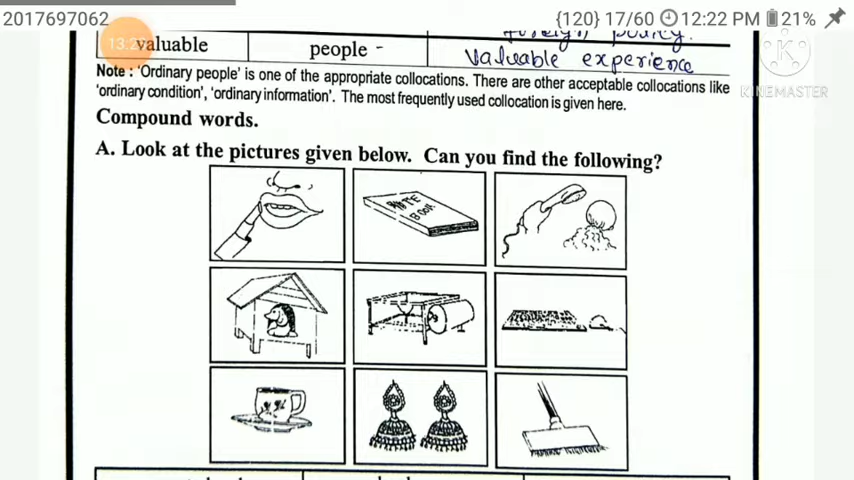 2017697062 {120} 17/60 12:22 PM 21%
valuable people - valuable experience
Note : 'Ordinary people' is one of the appropriate collocations. There are other acceptable collocations like
'ordinary condition', 'ordinary information'. The most frequently used collocation is given here.
KINEMASTER
Compound words.
A. Look at the pictures given below. Can you find the following?
NOTE
BOOK